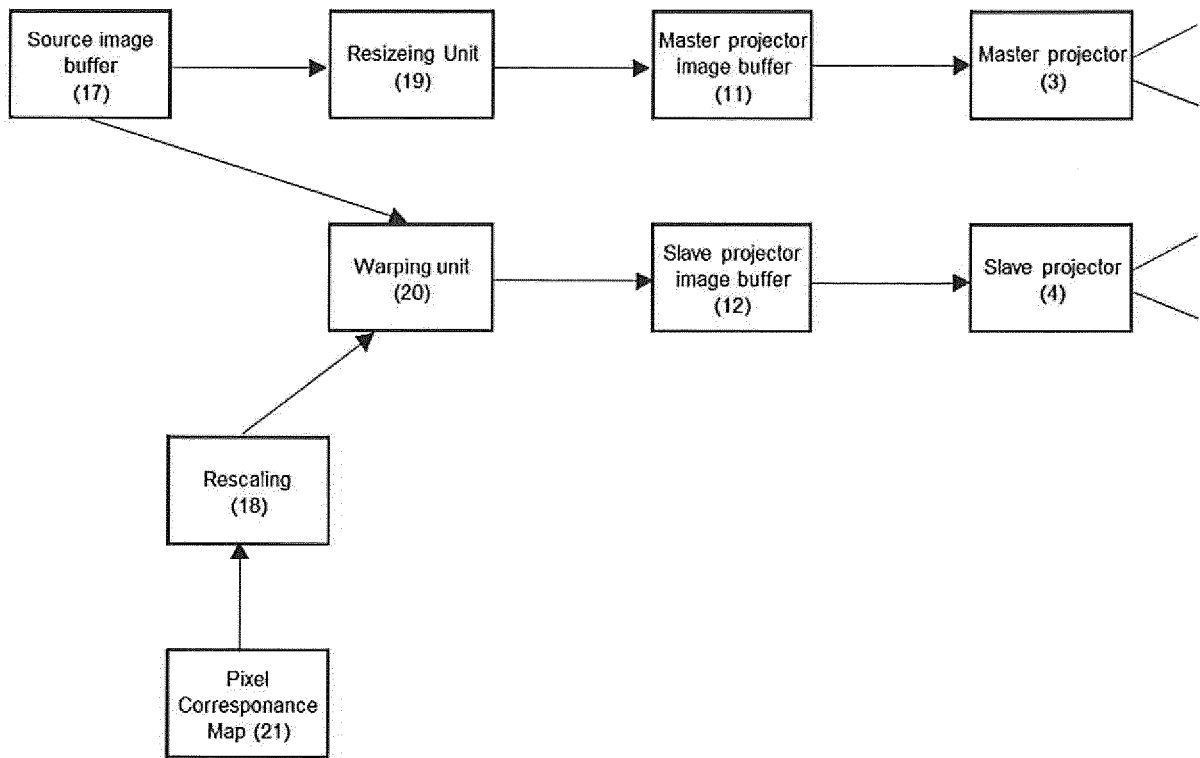 Source image
buffer
(17)
Resizeing Unit
(19)
Master projector
image buffer
(11)
Master projector
(3)
Warping unit
(20)
Slave projector
image buffer
(12)
Slave projector
(4)
Rescaling
(18)
Pixel
Corresponance
Map (21)